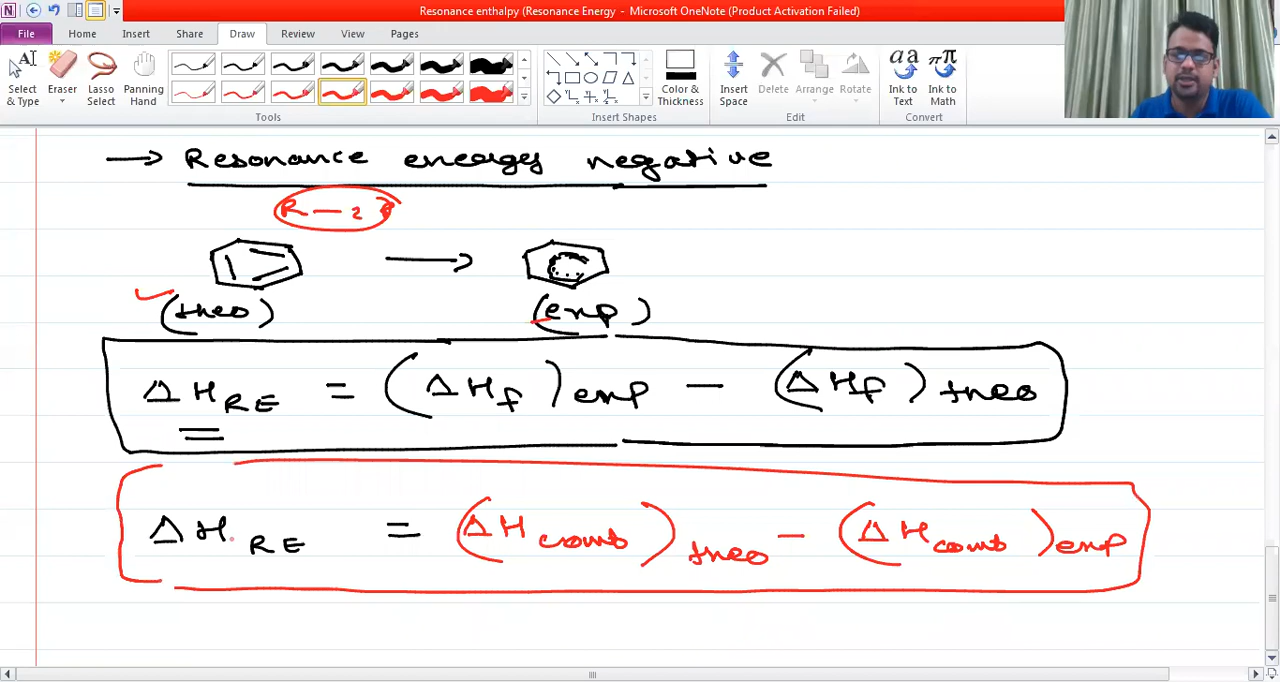 Resonance enthalpy (Resonance Energy - Microsoft OneNote (Product Activation Failed)
File Home Insert Share Draw Review View Pages
Select & Type Eraser Lasso Select Panning Hand Insert Space Delete Arrange Rotate Color & Thickness Ink to Text Ink to Math
Tools Insert Shapes Edit Convert
→ Resonance energy negative
(theo) (exp)
ΔH_RE = (ΔH_f)exp - (ΔH_f)theo
ΔH_RE = (ΔH_comb)theo - (ΔH_comb)exp